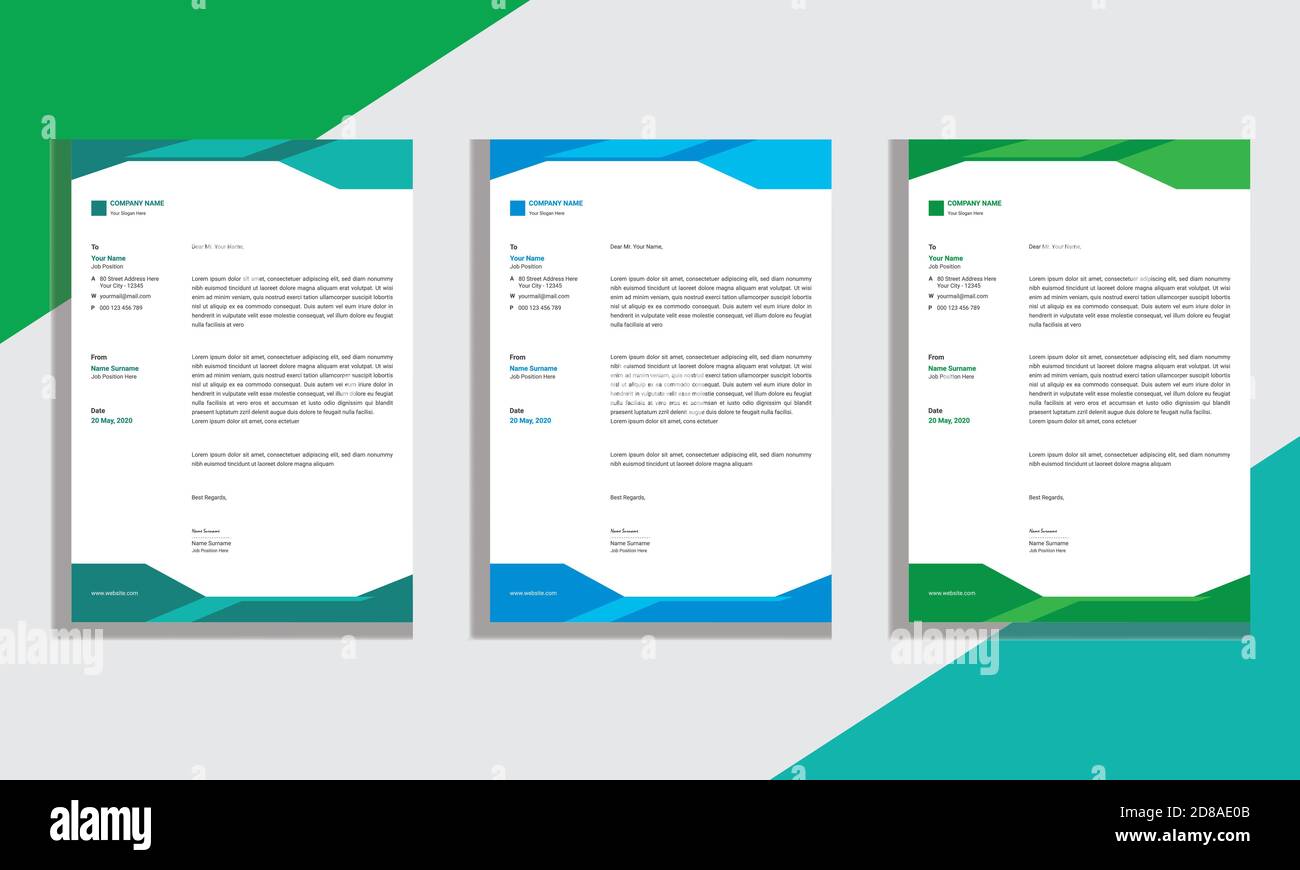 COMPANY NAME
Your Slogan Here
To
Your Name
Job Position
A 80 Street Address Here
Your City - 12345
W yourmail@mail.com
P 000 123 456 789
From
Name Surname
Job Position Here
Date
20 May, 2020
Dear Mr. Your Name,
Lorem ipsum dolor sit amet, consectetuer adipiscing elit, sed diam nonummy
nibh euismod tincidunt ut laoreet dolore magna aliquam erat volutpat. Ut wisi
enim ad minim veniam, quis nostrud exerci tation ullamcorper suscipit lobortis
nisl ut aliquip ex ea commodo consequat. Duis autem vel eum iriure dolor in
hendrerit in vulputate velit esse molestie consequat, vel illum dolore eu feugiat
nulla facilisis at vero
Lorem ipsum dolor sit amet, consectetuer adipiscing elit, sed diam nonummy
nibh euismod tincidunt ut laoreet dolore magna aliquam erat volutpat. Ut wisi
enim ad minim veniam, quis nostrud exerci tation ullamcorper suscipit lobortis
nisl ut aliquip ex ea commodo consequat. Duis autem vel eum iriure dolor in
hendrerit in vulputate velit esse molestie consequat, vel illum dolore eu feugiat
nulla facilisis at vero eros et accumsan et iusto odio dignissim qui blandit
praesent luptatum zzril delenit augue duis dolore te feugait nulla facilisi.
Lorem ipsum dolor sit amet, cons ectetuer
Lorem ipsum dolor sit amet, consectetuer adipiscing elit, sed diam nonummy
nibh euismod tincidunt ut laoreet dolore magna aliquam
Best Regards,
Name Surname
Name Surname
Job Position Here
www.website.com
COMPANY NAME
Your Slogan Here
To
Your Name
Job Position
A 80 Street Address Here
Your City - 12345
W yourmail@mail.com
P 000 123 456 789
From
Name Surname
Job Position Here
Date
20 May, 2020
Dear Mr. Your Name,
Lorem ipsum dolor sit amet, consectetuer adipiscing elit, sed diam nonummy
nibh euismod tincidunt ut laoreet dolore magna aliquam erat volutpat. Ut wisi
enim ad minim veniam, quis nostrud exerci tation ullamcorper suscipit lobortis
nisl ut aliquip ex ea commodo consequat. Duis autem vel eum iriure dolor in
hendrerit in vulputate velit esse molestie consequat, vel illum dolore eu feugiat
nulla facilisis at vero
Lorem ipsum dolor sit amet, consectetuer adipiscing elit, sed diam nonummy
nibh euismod tincidunt ut laoreet dolore magna aliquam erat volutpat. Ut wisi
enim ad minim veniam, quis nostrud exerci tation ullamcorper suscipit lobortis
nisl ut aliquip ex ea commodo consequat. Duis autem vel eum iriure dolor in
hendrerit in vulputate velit esse molestie consequat, vel illum dolore eu feugiat
nulla facilisis at vero eros et accumsan et iusto odio dignissim qui blandit
praesent luptatum zzril delenit augue duis dolore te feugait nulla facilisi.
Lorem ipsum dolor sit amet, cons ectetuer
Lorem ipsum dolor sit amet, consectetuer adipiscing elit, sed diam nonummy
nibh euismod tincidunt ut laoreet dolore magna aliquam
Best Regards,
Name Surname
Name Surname
Job Position Here
www.website.com
COMPANY NAME
Your Slogan Here
To
Your Name
Job Position
A 80 Street Address Here
Your City - 12345
W yourmail@mail.com
P 000 123 456 789
From
Name Surname
Job Position Here
Date
20 May, 2020
Dear Mr. Your Name,
Lorem ipsum dolor sit amet, consectetuer adipiscing elit, sed diam nonummy
nibh euismod tincidunt ut laoreet dolore magna aliquam erat volutpat. Ut wisi
enim ad minim veniam, quis nostrud exerci tation ullamcorper suscipit lobortis
nisl ut aliquip ex ea commodo consequat. Duis autem vel eum iriure dolor in
hendrerit in vulputate velit esse molestie consequat, vel illum dolore eu feugiat
nulla facilisis at vero
Lorem ipsum dolor sit amet, consectetuer adipiscing elit, sed diam nonummy
nibh euismod tincidunt ut laoreet dolore magna aliquam erat volutpat. Ut wisi
enim ad minim veniam, quis nostrud exerci tation ullamcorper suscipit lobortis
nisl ut aliquip ex ea commodo consequat. Duis autem vel eum iriure dolor in
hendrerit in vulputate velit esse molestie consequat, vel illum dolore eu feugiat
nulla facilisis at vero eros et accumsan et iusto odio dignissim qui blandit
praesent luptatum zzril delenit augue duis dolore te feugait nulla facilisi.
Lorem ipsum dolor sit amet, cons ectetuer
Lorem ipsum dolor sit amet, consectetuer adipiscing elit, sed diam nonummy
nibh euismod tincidunt ut laoreet dolore magna aliquam
Best Regards,
Name Surname
Name Surname
Job Position Here
www.website.com
alamy
alamy
alamy
Image ID: 2D8AE0B
www.alamy.com